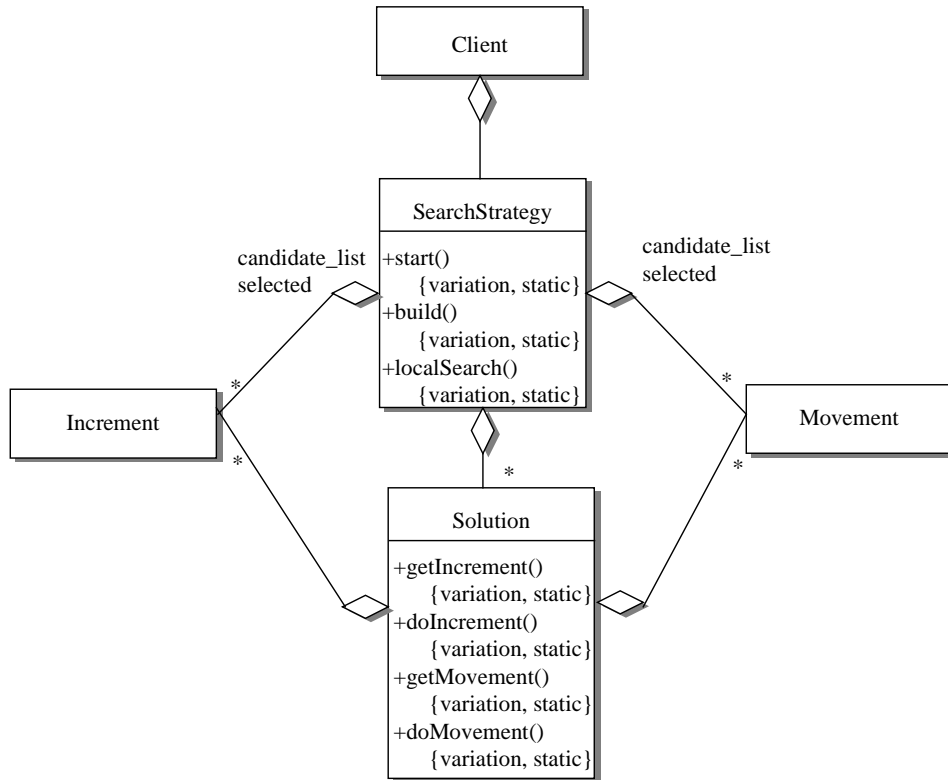 Client
SearchStrategy
+start()
{variation, static}
+build()
{variation, static}
+localSearch()
{variation, static}
candidate_list
selected
candidate_list
selected
*
*
Increment
*
*
Movement
*
Solution
+getIncrement()
{variation, static}
+doIncrement()
{variation, static}
+getMovement()
{variation, static}
+doMovement()
{variation, static}